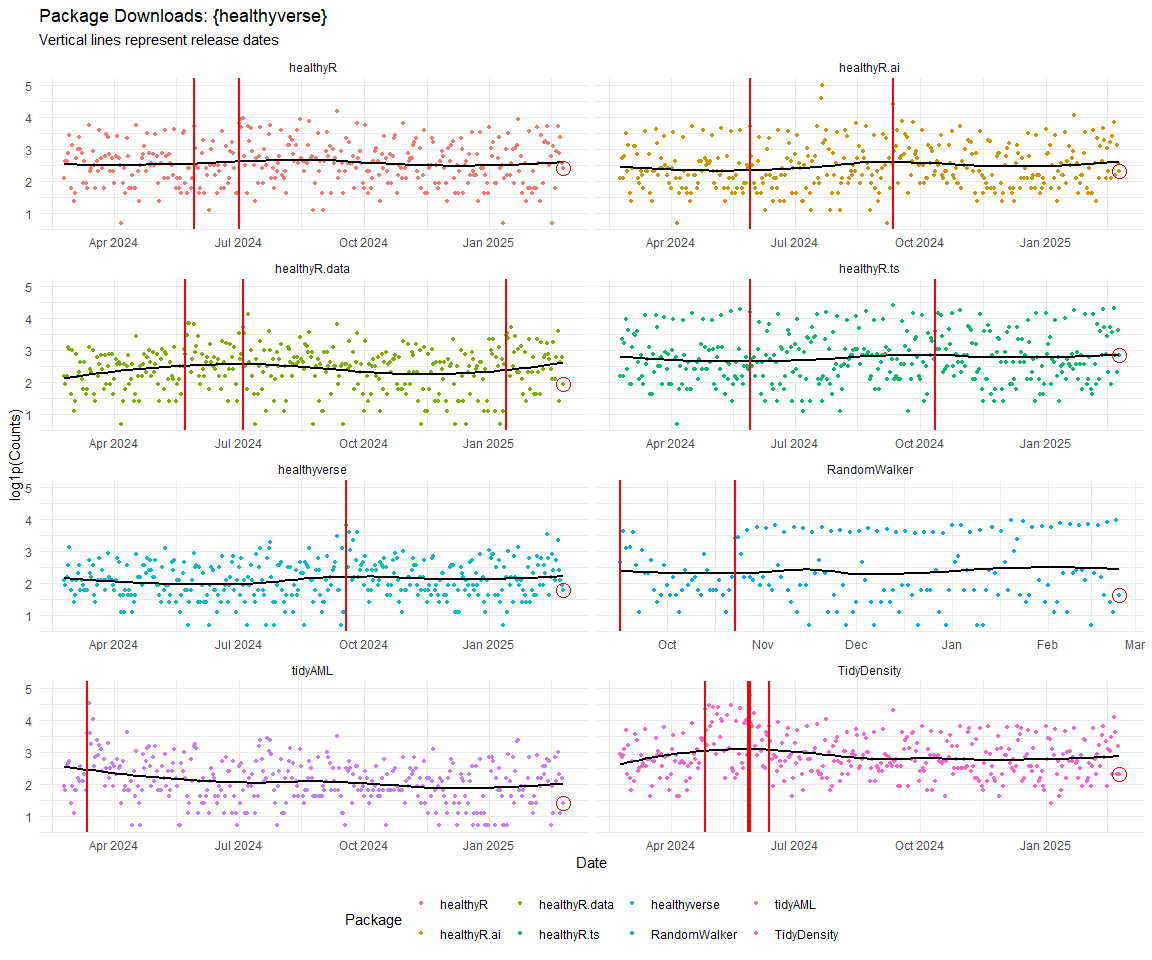 Package Downloads: {healthyverse}
Vertical lines represent release dates
healthyR
healthyR.ai
5
4
3
2
1
Apr 2024 Jul 2024 Oct 2024 Jan 2025
Apr 2024 Jul 2024 Oct 2024 Jan 2025
healthyR.data
healthyR.ts
5
4
3
2
1
Apr 2024 Jul 2024 Oct 2024 Jan 2025
Apr 2024 Jul 2024 Oct 2024 Jan 2025
log1p(Counts)
healthyverse
RandomWalker
5
4
3
2
1
Apr 2024 Jul 2024 Oct 2024 Jan 2025
Oct Nov Dec Jan Feb Mar
tidyAML
TidyDensity
5
4
3
2
1
Apr 2024 Jul 2024 Oct 2024 Jan 2025
Apr 2024 Jul 2024 Oct 2024 Jan 2025
Date
Package
healthyR healthyR.data healthyverse tidyAML
healthyR.ai healthyR.ts RandomWalker TidyDensity